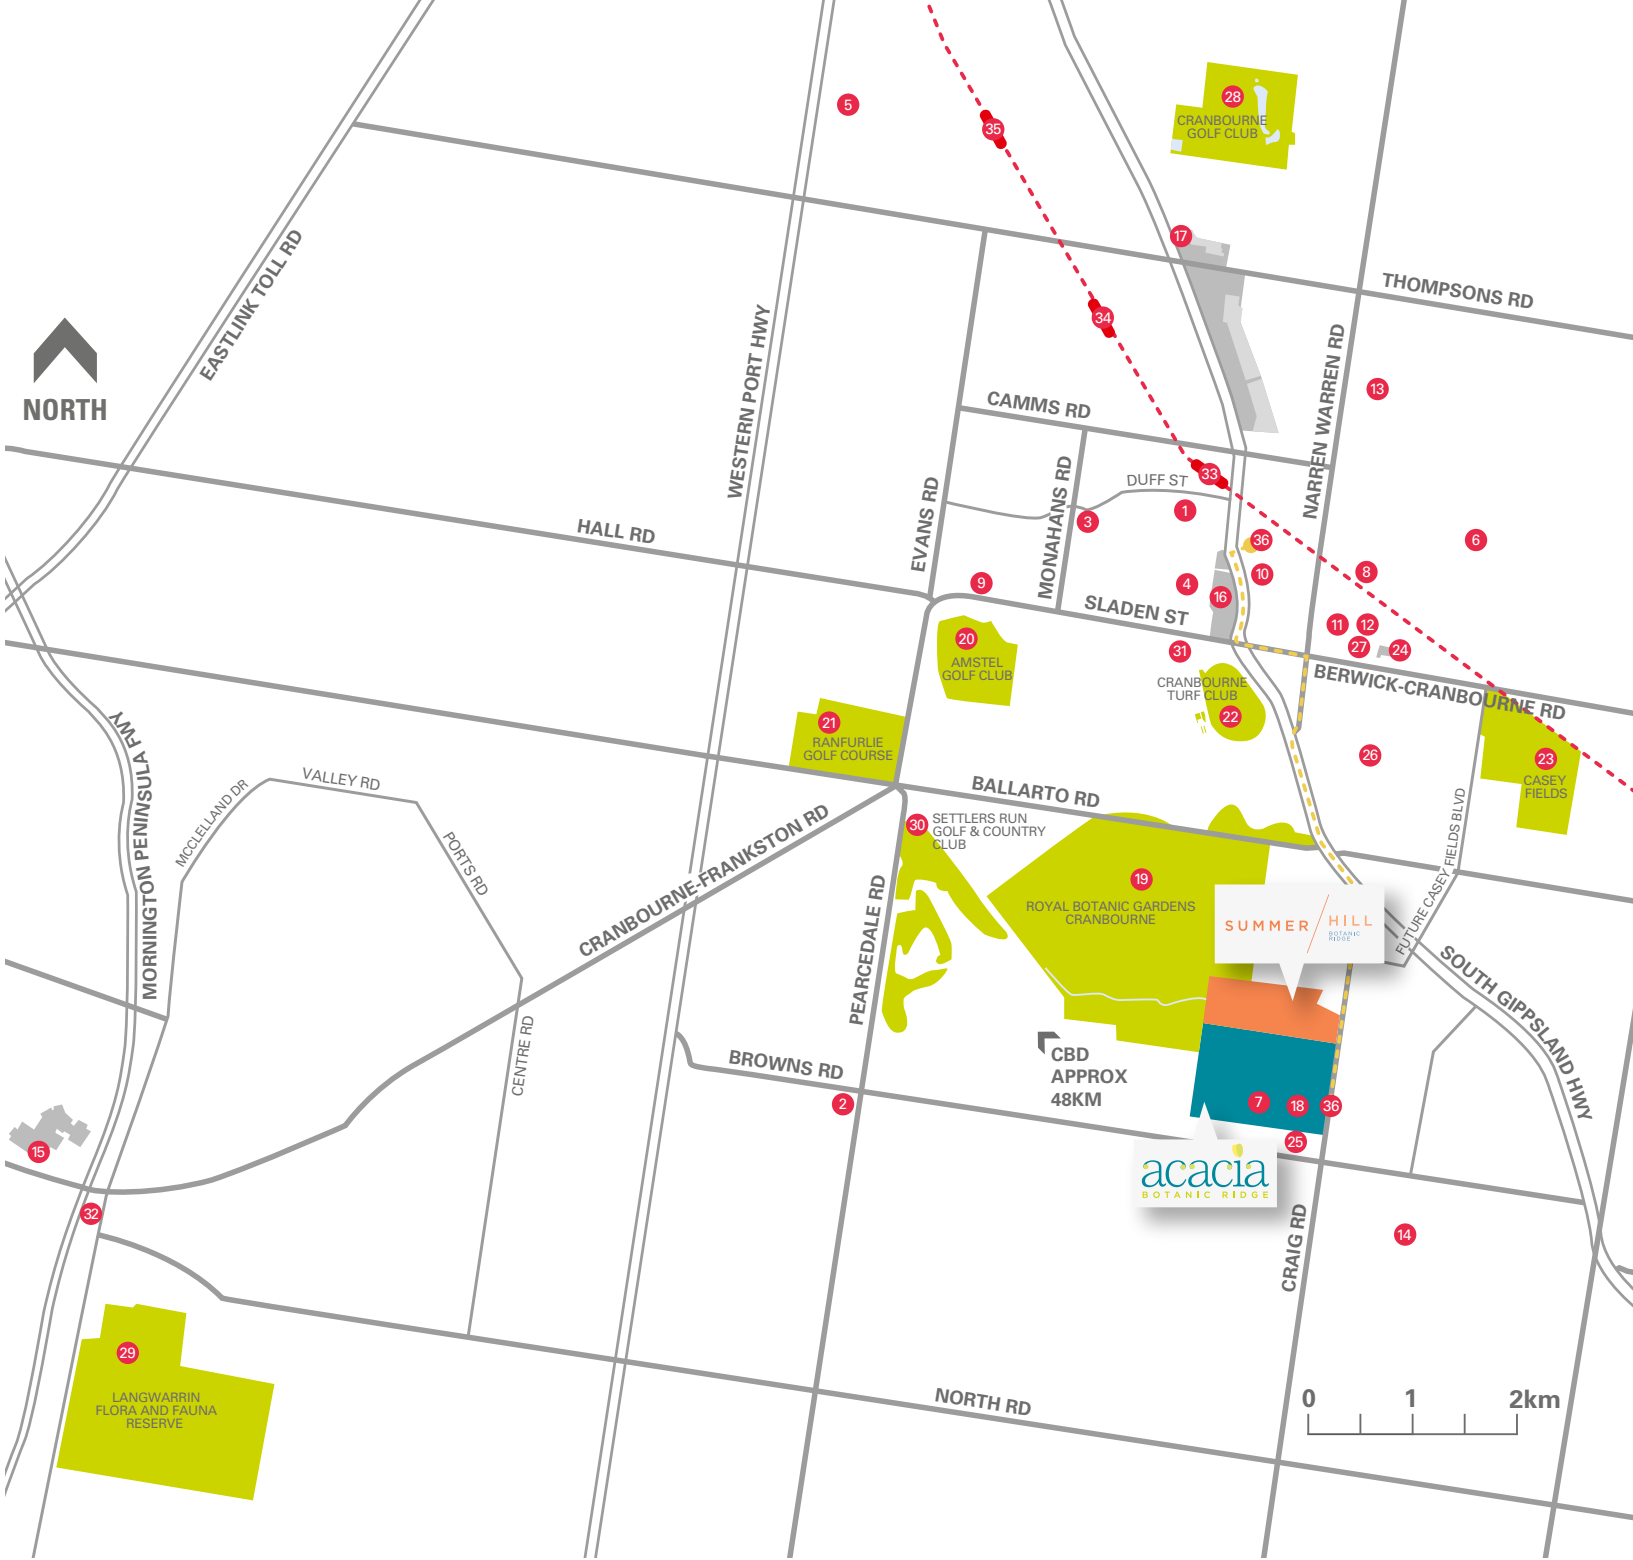 5
35
28
CRANBOURNE
GOLF CLUB
17
THOMPSONS RD
EASTLINK TOLL RD
WESTERN PORT HWY
34
NARREN WARREN RD
13
NORTH
CAMMS RD
33
DUFF ST
EVANS RD
MONAHANS RD
1
3
HALL RD
36
6
9
4
10
8
16
SLADEN ST
11
12
27
24
20
AMSTEL
GOLF CLUB
31
CRANBOURNE
TURF CLUB
22
BERWICK-CRANBOURNE RD
21
RANFURLIE
GOLF COURSE
26
23
CASEY
FIELDS
MORNINGTON PENINSULA FWY
MCCLELLAND DR
VALLEY RD
PORTS RD
BALLARTO RD
30
SETTLERS RUN
GOLF & COUNTRY
CLUB
CRANBOURNE-FRANKSTON RD
PEARCEDALE RD
19
ROYAL BOTANIC GARDENS
CRANBOURNE
SUMMER HILL
BOTANIC
RIDGE
FUTURE CASEY FIELDS BLVD
SOUTH GIPPSLAND HWY
CENTRE RD
BROWNS RD
CBD
APPROX
48KM
2
7
18
36
25
15
acacia
BOTANIC RIDGE
32
CRAIG RD
14
29
LANGWARRIN
FLORA AND FAUNA
RESERVE
NORTH RD
0 1 2km